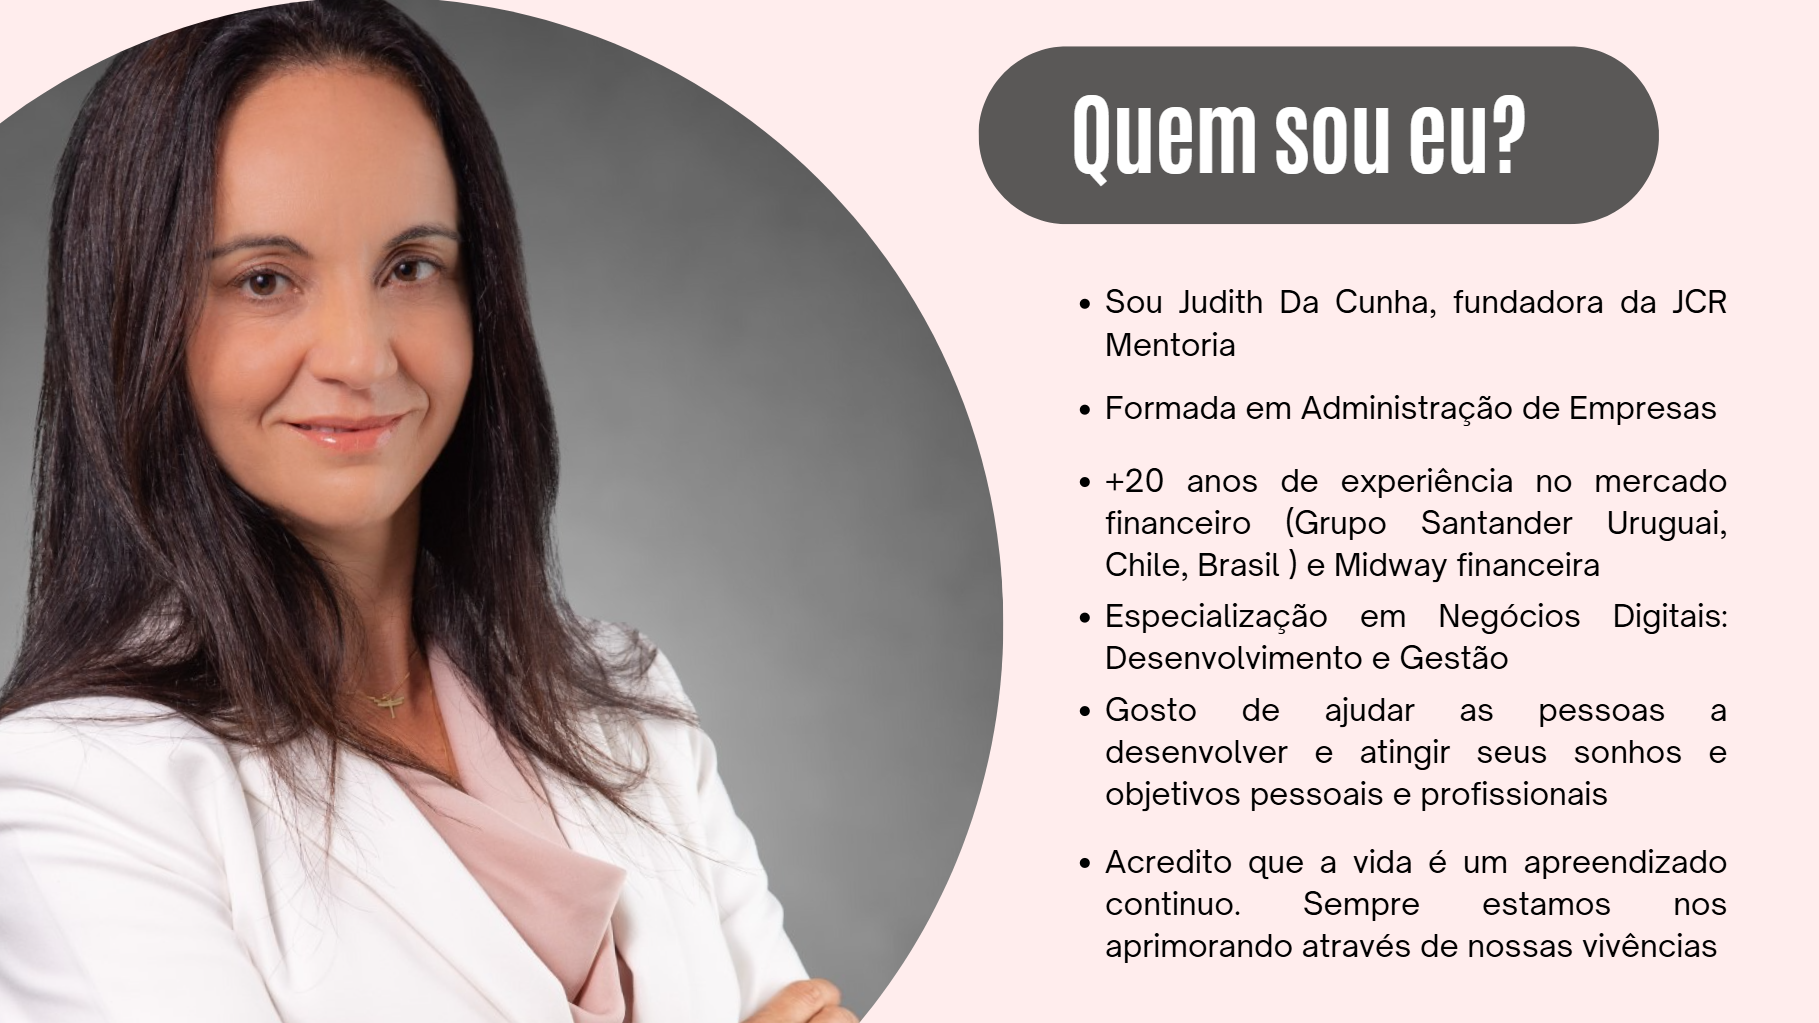 Quem sou eu?
• Sou Judith Da Cunha, fundadora da JCR
Mentoria
• Formada em Administração de Empresas
• +20 anos de experiência no mercado
financeiro (Grupo Santander Uruguai,
Chile, Brasil ) e Midway financeira
• Especialização em Negócios Digitais:
Desenvolvimento e Gestão
• Gosto de ajudar as pessoas a
desenvolver e atingir seus sonhos e
objetivos pessoais e profissionais
• Acredito que a vida é um apreendizado
continuo. Sempre estamos nos
aprimorando através de nossas vivências